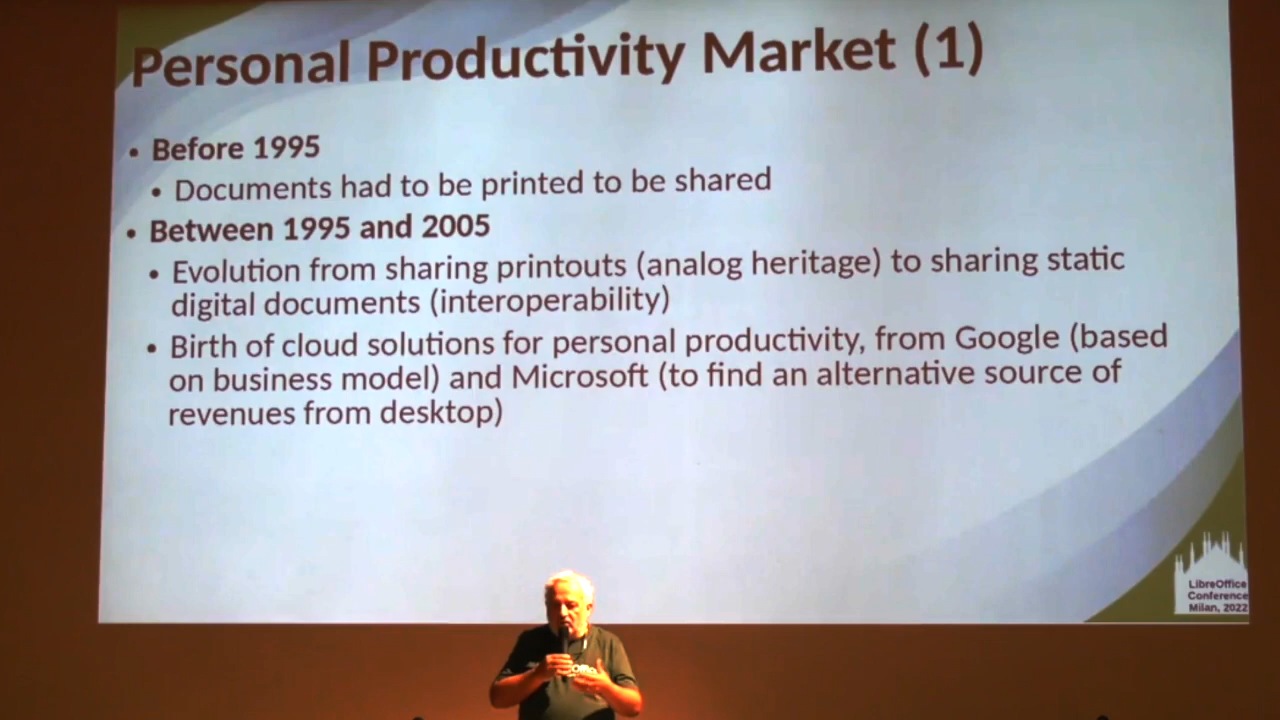 Personal Productivity Market (1)
• Before 1995
• Documents had to be printed to be shared
• Between 1995 and 2005
• Evolution from sharing printouts (analog heritage) to sharing static
digital documents (interoperability)
• Birth of cloud solutions for personal productivity, from Google (based
on business model) and Microsoft (to find an alternative source of
revenues from desktop)
LibreOffice
Conference
Milan, 2022